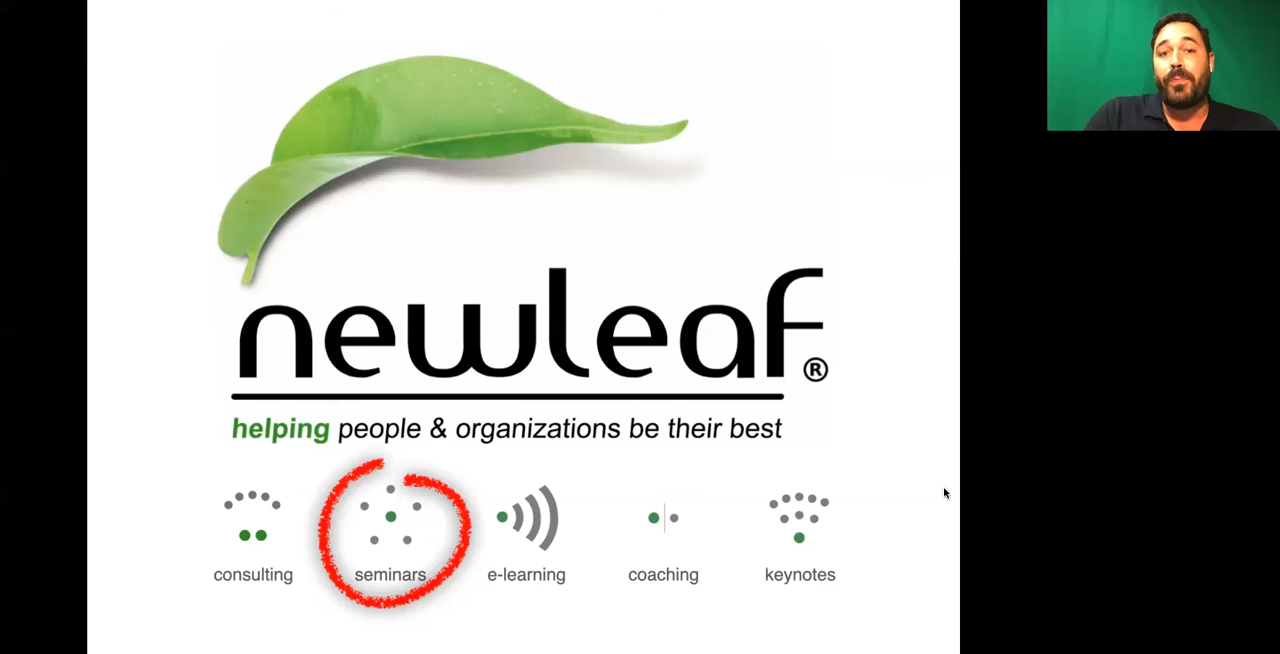 newleaf®
helping people & organizations be their best
consulting seminars e-learning coaching keynotes